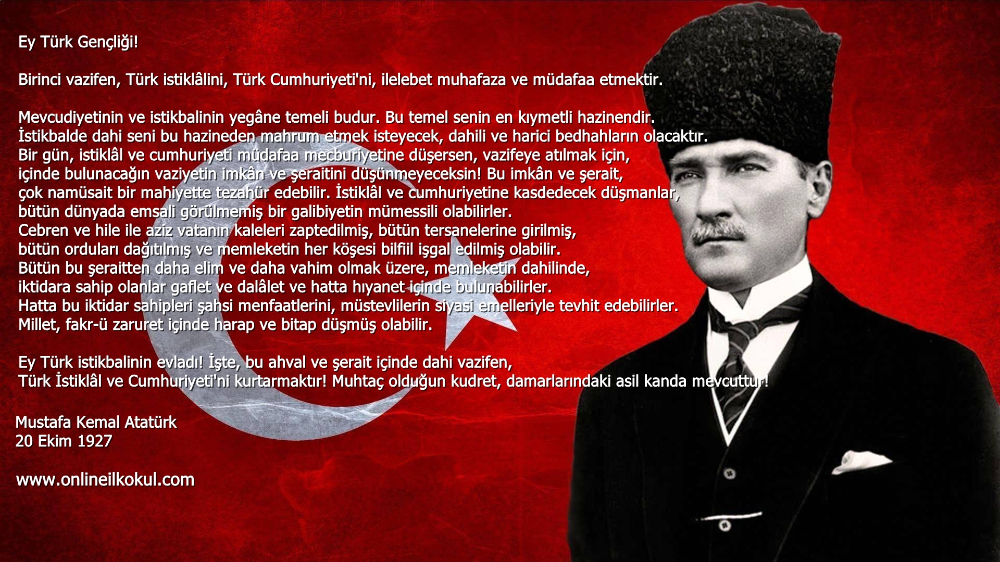 Ey Türk Gençliği!
Birinci vazifen, Türk istiklâlini, Türk Cumhuriyeti'ni, ilelebet muhafaza ve müdafaa etmektir.
Mevcudiyetinin ve istikbalinin yegâne temeli budur. Bu temel senin en kıymetli hazinendir.
İstikbalde dahi seni bu hazineden mahrum etmek isteyecek, dahili ve harici bedhahların olacaktır.
Bir gün, istiklâl ve cumhuriyeti müdafaa mecburiyetine düşersen, vazifeye atılmak için,
içinde bulunacağın vaziyetin imkân ve şeraitini düşünmeyeceksin! Bu imkân ve şerait,
çok namüsait bir mahiyette tezahür edebilir. İstiklâl ve cumhuriyetine kasdedecek düşmanlar,
bütün dünyada emsali görülmemiş bir galibiyetin mümessili olabilirler.
Cebren ve hile ile aziz vatanın kaleleri zaptedilmiş, bütün tersanelerine girilmiş,
bütün orduları dağıtılmış ve memleketin her köşesi bilfiil işgal edilmiş olabilir.
Bütün bu şeraitten daha elim ve daha vahim olmak üzere, memleketin dahilinde,
iktidara sahip olanlar gaflet ve dalâlet ve hatta hıyanet içinde bulunabilirler.
Hatta bu iktidar sahipleri şahsi menfaatlerini, müstevlilerin siyasi emelleriyle tevhit edebilirler.
Millet, fakr-ü zaruret içinde harap ve bitap düşmüş olabilir.
Ey Türk istikbalinin evladı! İşte, bu ahval ve şerait içinde dahi vazifen,
Türk İstiklâl ve Cumhuriyeti'ni kurtarmaktır! Muhtaç olduğun kudret, damarlarındaki asil kanda mevcuttur!
Mustafa Kemal Atatürk
20 Ekim 1927
www.onlineilkokul.com